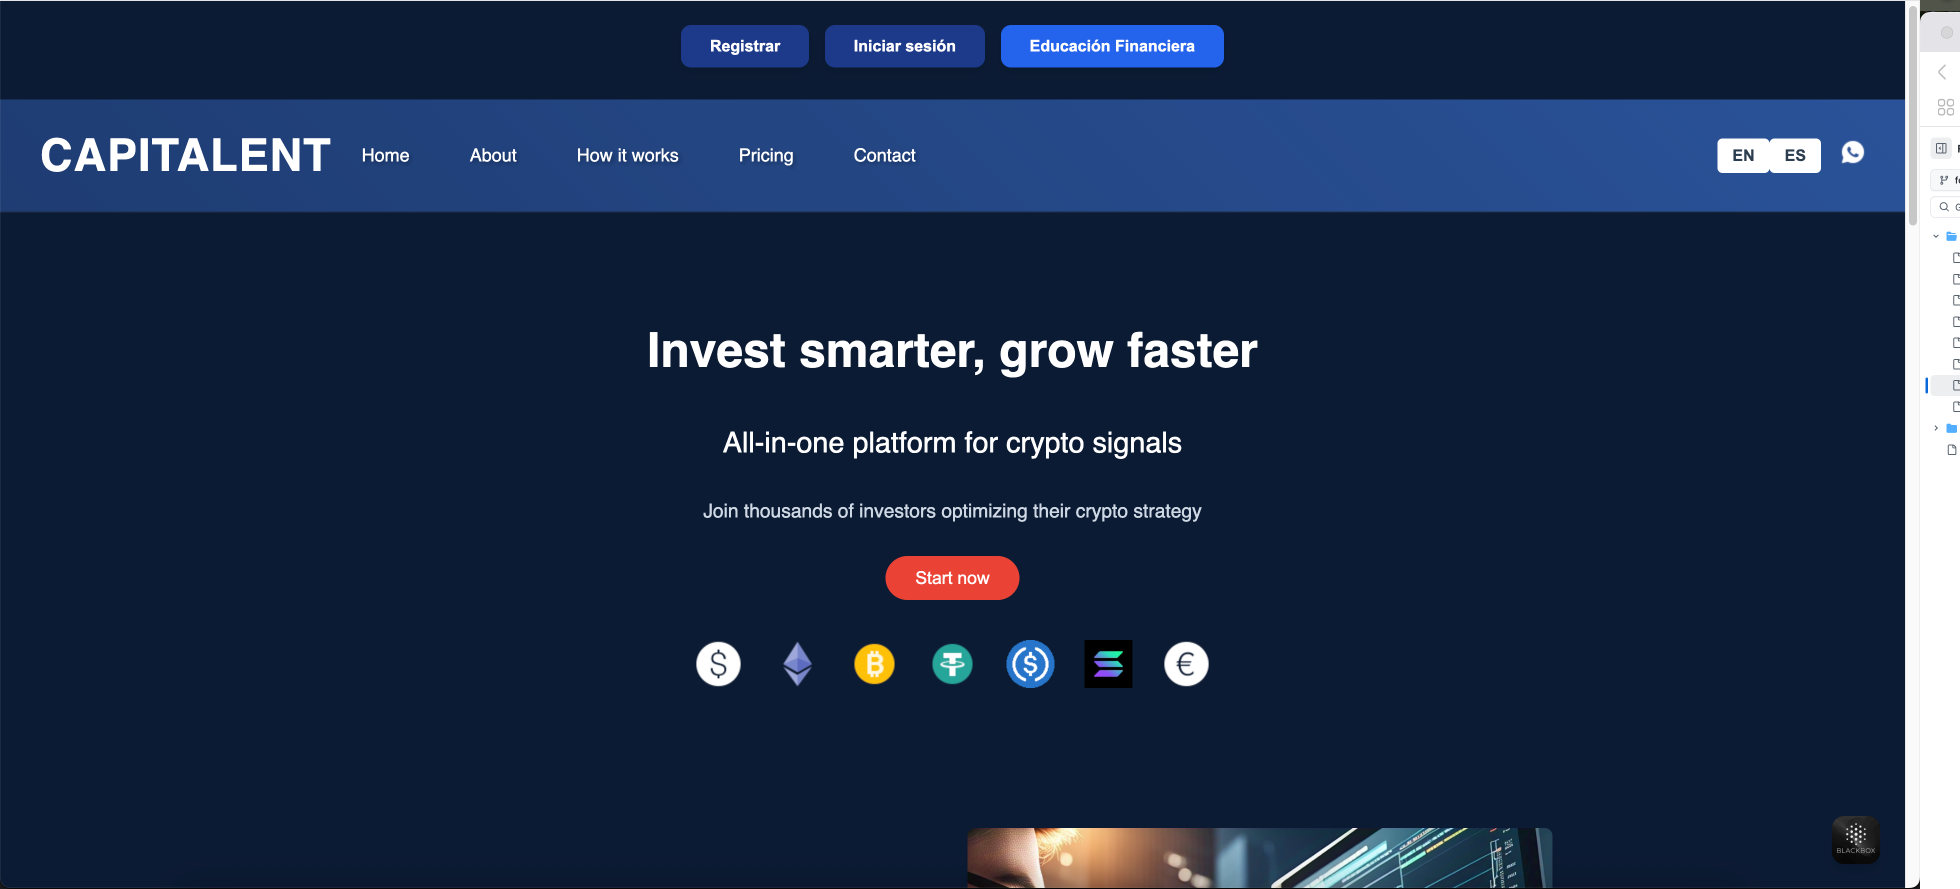 Registrar
Iniciar sesión
Educación Financiera
CAPITALENT
Home
About
How it works
Pricing
Contact
EN
ES
Invest smarter, grow faster
All-in-one platform for crypto signals
Join thousands of investors optimizing their crypto strategy
Start now
BLACKBOX